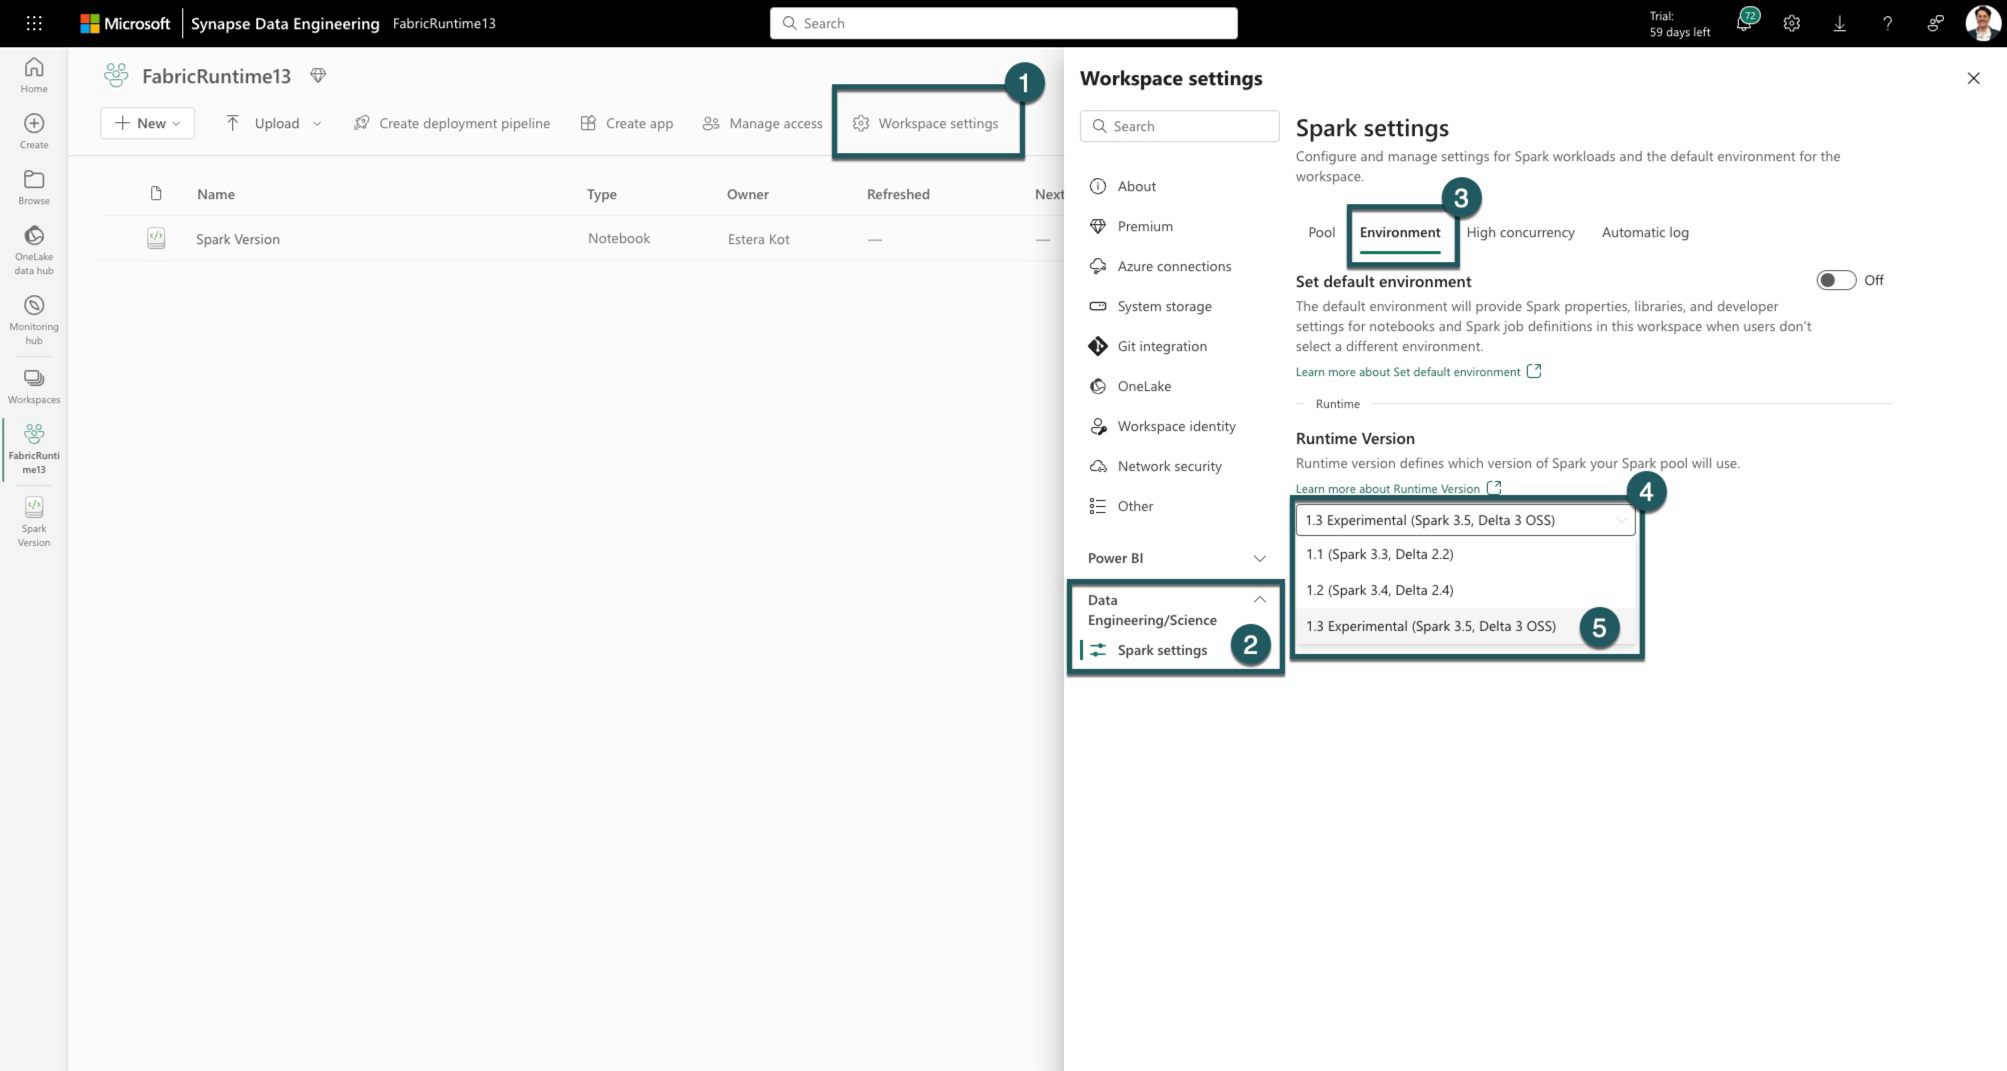 Microsoft
Synapse Data Engineering
FabricRuntime13
Search
Trial:
59 days left
72
Home
Create
Browse
OneLake
data hub
Monitoring
hub
Workspaces
FabricRunti
me13
Spark
Version
FabricRuntime13
New
Upload
Create deployment pipeline
Create app
Manage access
Workspace settings
1
Name
Type
Owner
Refreshed
Next
Spark Version
Notebook
Estera Kot
—
—
Workspace settings
Search
About
Premium
Azure connections
System storage
Git integration
OneLake
Workspace identity
Network security
Other
Power BI
Data
Engineering/Science
Spark settings
2
Spark settings
Configure and manage settings for Spark workloads and the default environment for the
workspace.
3
Pool
Environment
High concurrency
Automatic log
Set default environment
Off
The default environment will provide Spark properties, libraries, and developer
settings for notebooks and Spark job definitions in this workspace when users don't
select a different environment.
Learn more about Set default environment
Runtime
Runtime Version
Runtime version defines which version of Spark your Spark pool will use.
Learn more about Runtime Version
4
1.3 Experimental (Spark 3.5, Delta 3 OSS)
1.1 (Spark 3.3, Delta 2.2)
1.2 (Spark 3.4, Delta 2.4)
1.3 Experimental (Spark 3.5, Delta 3 OSS)
5